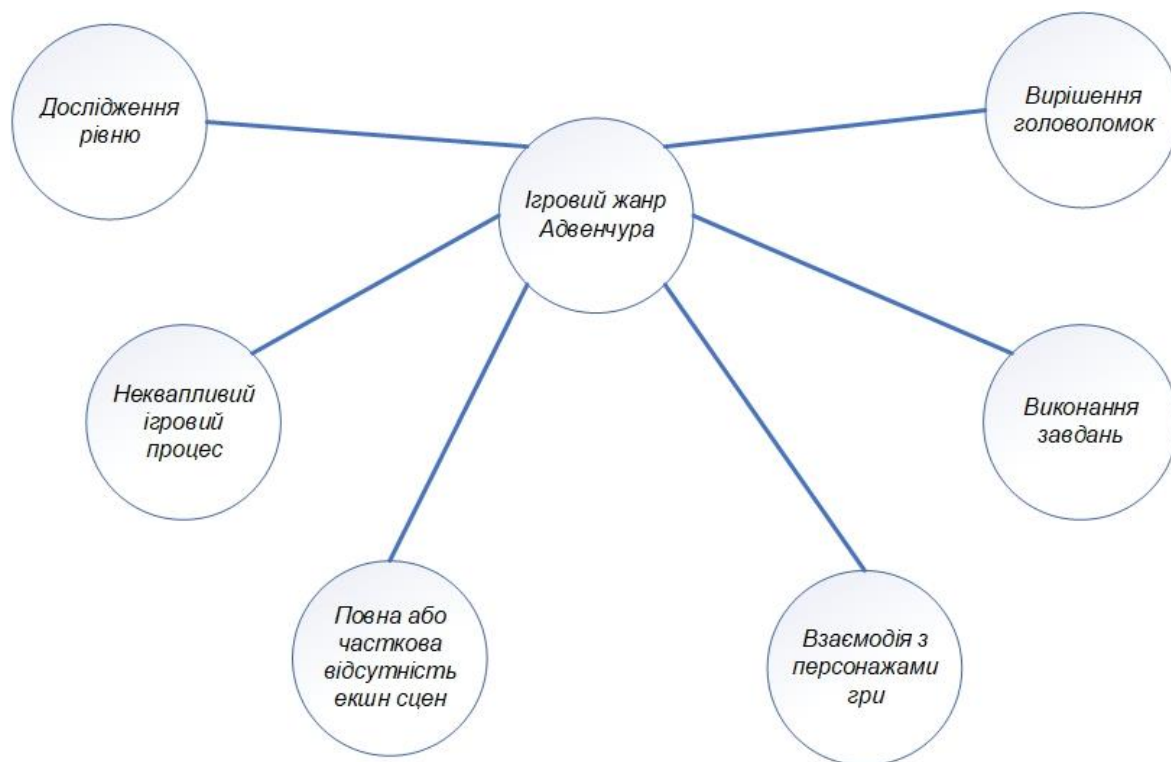 Дослідження
рівню
Вирішення
головоломок
Ігровий жанр
Адвенчура
Неквапливий
ігровий
процес
Виконання
завдань
Повна або
часткова
відсутність
екшн сцен
Взаємодія з
персонажами
гри